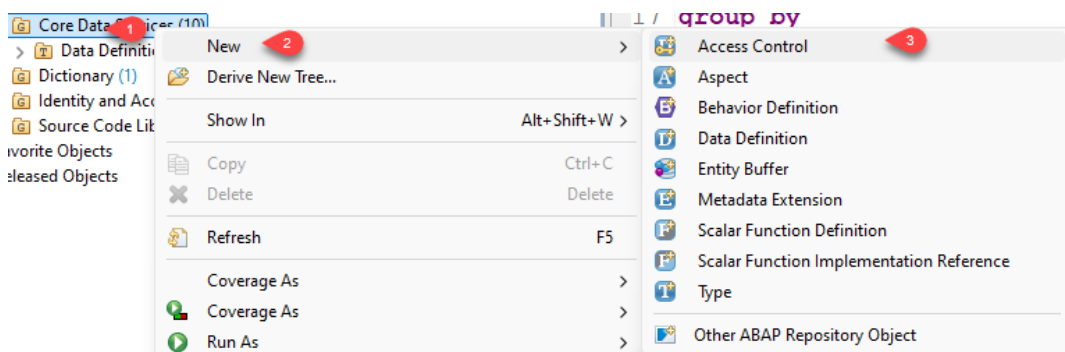 Core Data Services (10)
1
17 group by
New
2
Access Control
3
> Data Definiti
Derive New Tree...
Aspect
Dictionary (1)
Behavior Definition
Identity and Acc
Show In Alt+Shift+W >
Data Definition
Source Code Lib
Copy Ctrl+C
Entity Buffer
avorite Objects
Delete Delete
Metadata Extension
eleased Objects
Refresh F5
Scalar Function Definition
Scalar Function Implementation Reference
Coverage As
Type
Coverage As
Other ABAP Repository Object
Run As